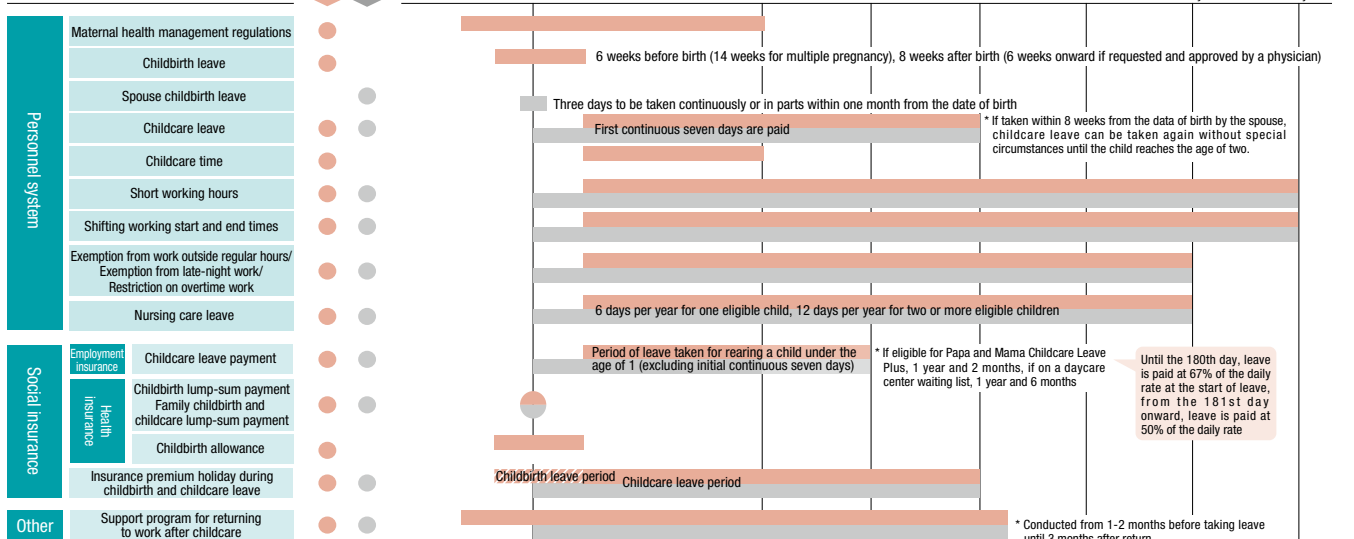 Personnel system
Maternal health management regulations
Childbirth leave
6 weeks before birth (14 weeks for multiple pregnancy), 8 weeks after birth (6 weeks onward if requested and approved by a physician)
Spouse childbirth leave
Three days to be taken continuously or in parts within one month from the date of birth
Childcare leave
First continuous seven days are paid
* If taken within 8 weeks from the data of birth by the spouse,
childcare leave can be taken again without special
circumstances until the child reaches the age of two.
Childcare time
Short working hours
Shifting working start and end times
Exemption from work outside regular hours/
Exemption from late-night work/
Restriction on overtime work
Nursing care leave
6 days per year for one eligible child, 12 days per year for two or more eligible children
Social insurance
Employment
insurance
Childcare leave payment
Period of leave taken for rearing a child under the
age of 1 (excluding initial continuous seven days)
* If eligible for Papa and Mama Childcare Leave
Plus, 1 year and 2 months, if on a daycare
center waiting list, 1 year and 6 months
Until the 180th day, leave
is paid at 67% of the daily
rate at the start of leave,
from the 181st day
onward, leave is paid at
50% of the daily rate
Health
insurance
Childbirth lump-sum payment
Family childbirth and
childcare lump-sum payment
Childbirth allowance
Insurance premium holiday during
childbirth and childcare leave
Childbirth leave period
Childcare leave period
Other
Support program for returning
to work after childcare
* Conducted from 1-2 months before taking leave
until 3 months after return